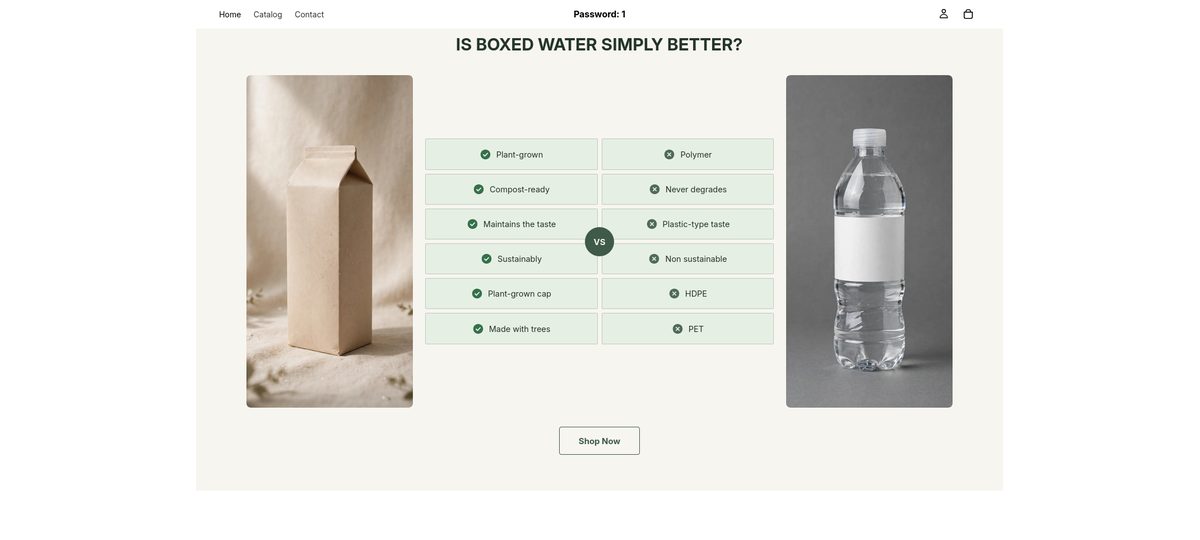 Home Catalog Contact Password: 1
IS BOXED WATER SIMPLY BETTER?
Plant-grown Polymer
Compost-ready Never degrades
Maintains the taste Plastic-type taste
VS
Sustainably Non sustainable
Plant-grown cap HDPE
Made with trees PET
Shop Now